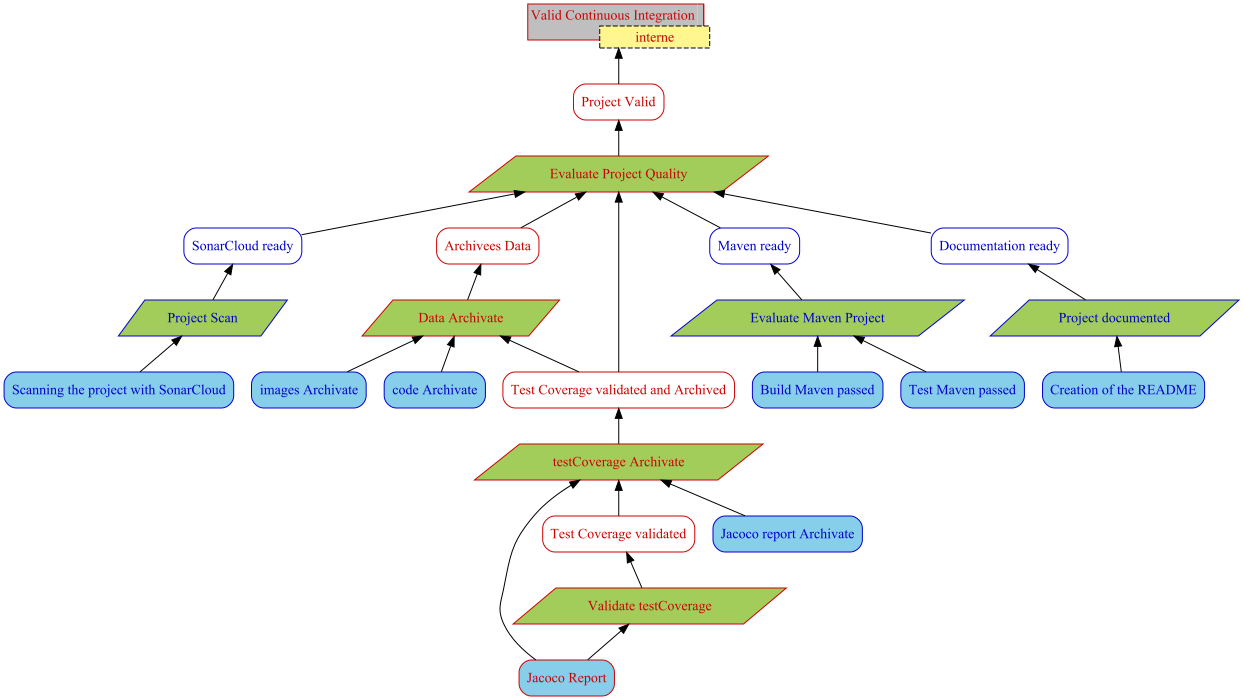 Valid Continuous Integration
interne
Project Valid
Evaluate Project Quality
SonarCloud ready
Archivees Data
Maven ready
Documentation ready
Project Scan
Data Archivate
Evaluate Maven Project
Project documented
Scanning the project with SonarCloud
images Archivate
code Archivate
Test Coverage validated and Archived
Build Maven passed
Test Maven passed
Creation of the README
testCoverage Archivate
Test Coverage validated
Jacoco report Archivate
Validate testCoverage
Jacoco Report